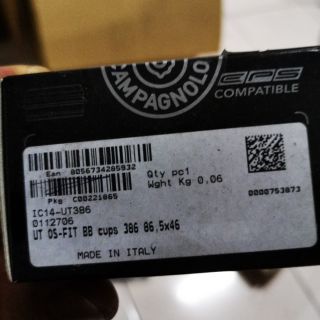 CAMPAGNOLO
EPS
COMPATIBLE
Ean 8056734285932
Qty pc1
Wght Kg 0.06
Pkg C00221865
0000753873
IC14-UT386
0112706
UT OS-FIT BB cups 386 86,5x46
MADE IN ITALY